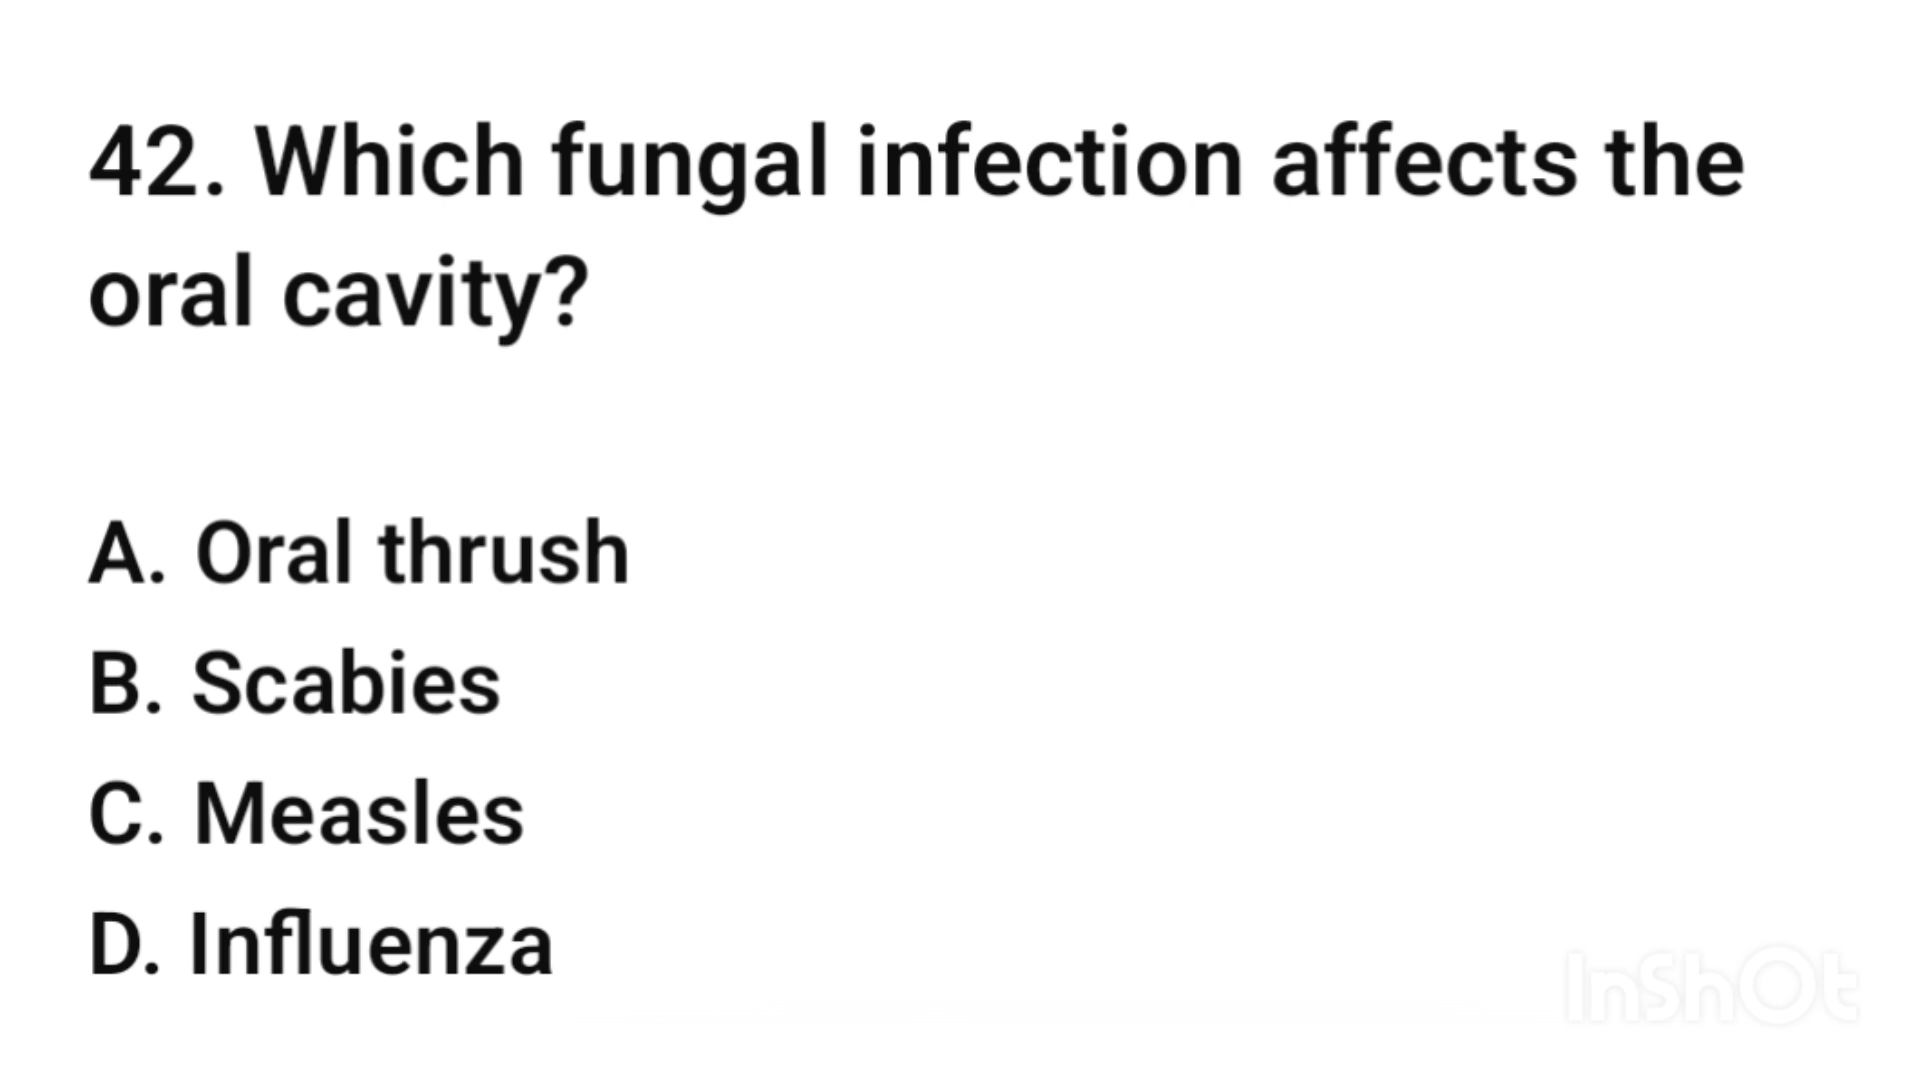 42. Which fungal infection affects the
oral cavity?
A. Oral thrush
B. Scabies
C. Measles
D. Influenza
InShOt